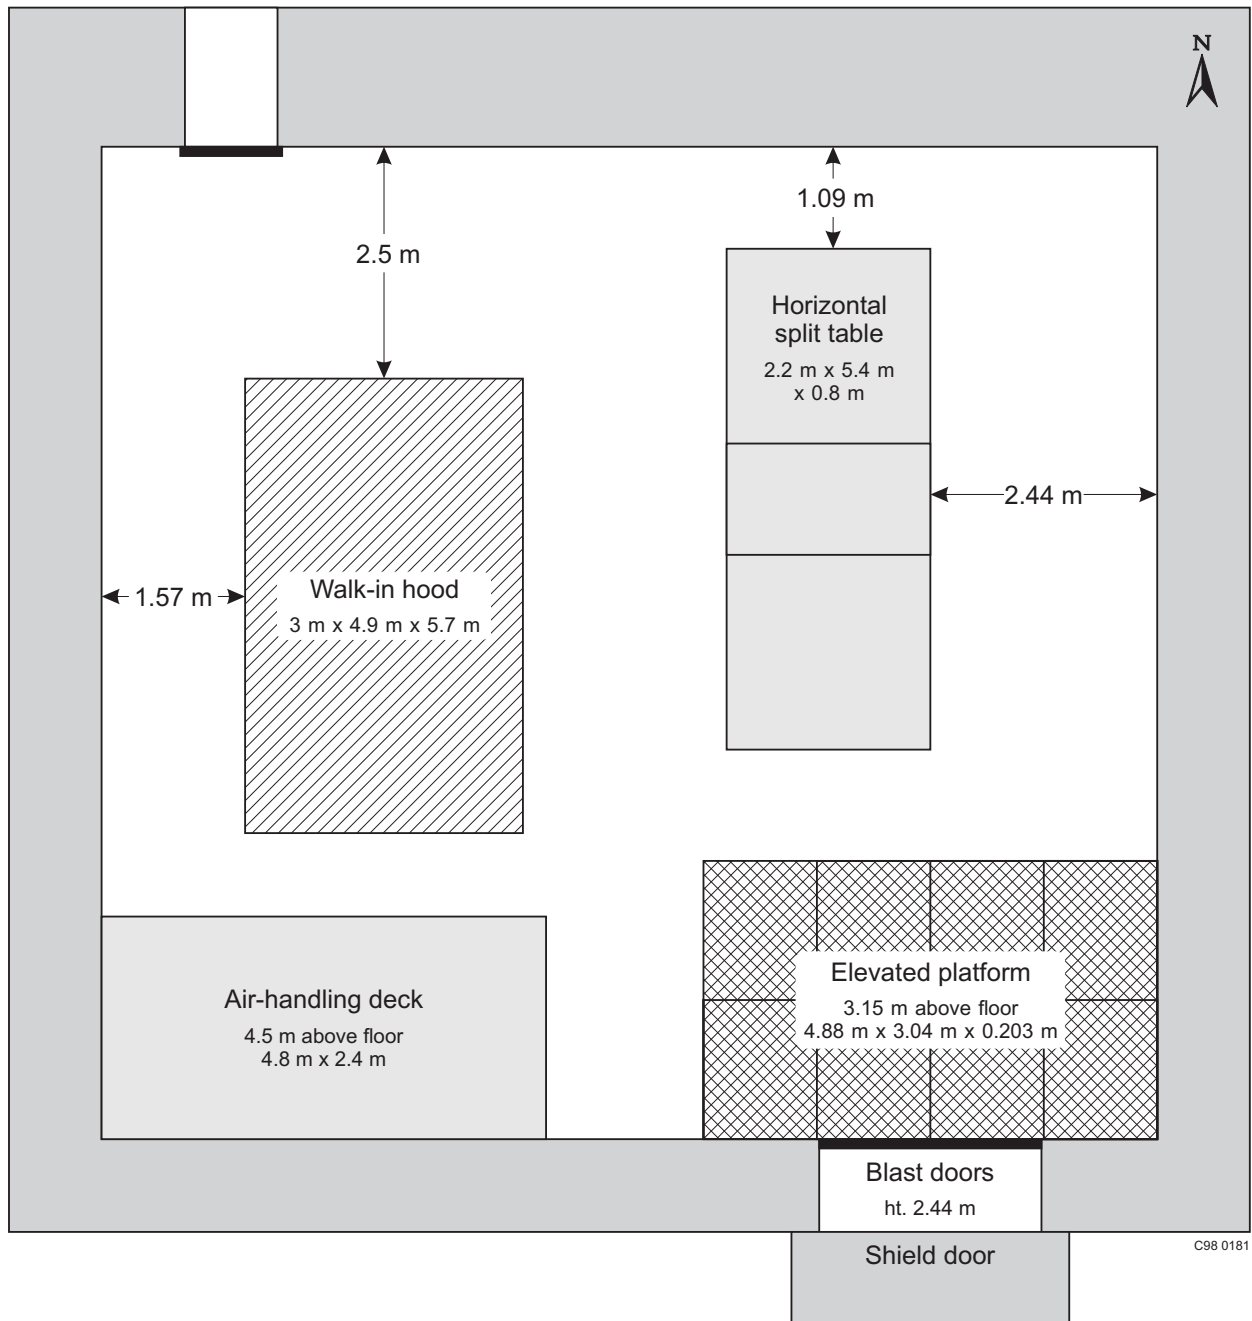 N
1.09 m
2.5 m
Horizontal
split table
2.2 m x 5.4 m
x 0.8 m
2.44 m
Walk-in hood
3 m x 4.9 m x 5.7 m
1.57 m
Elevated platform
3.15 m above floor
4.88 m x 3.04 m x 0.203 m
Air-handling deck
4.5 m above floor
4.8 m x 2.4 m
Blast doors
ht. 2.44 m
Shield door
C98 0181